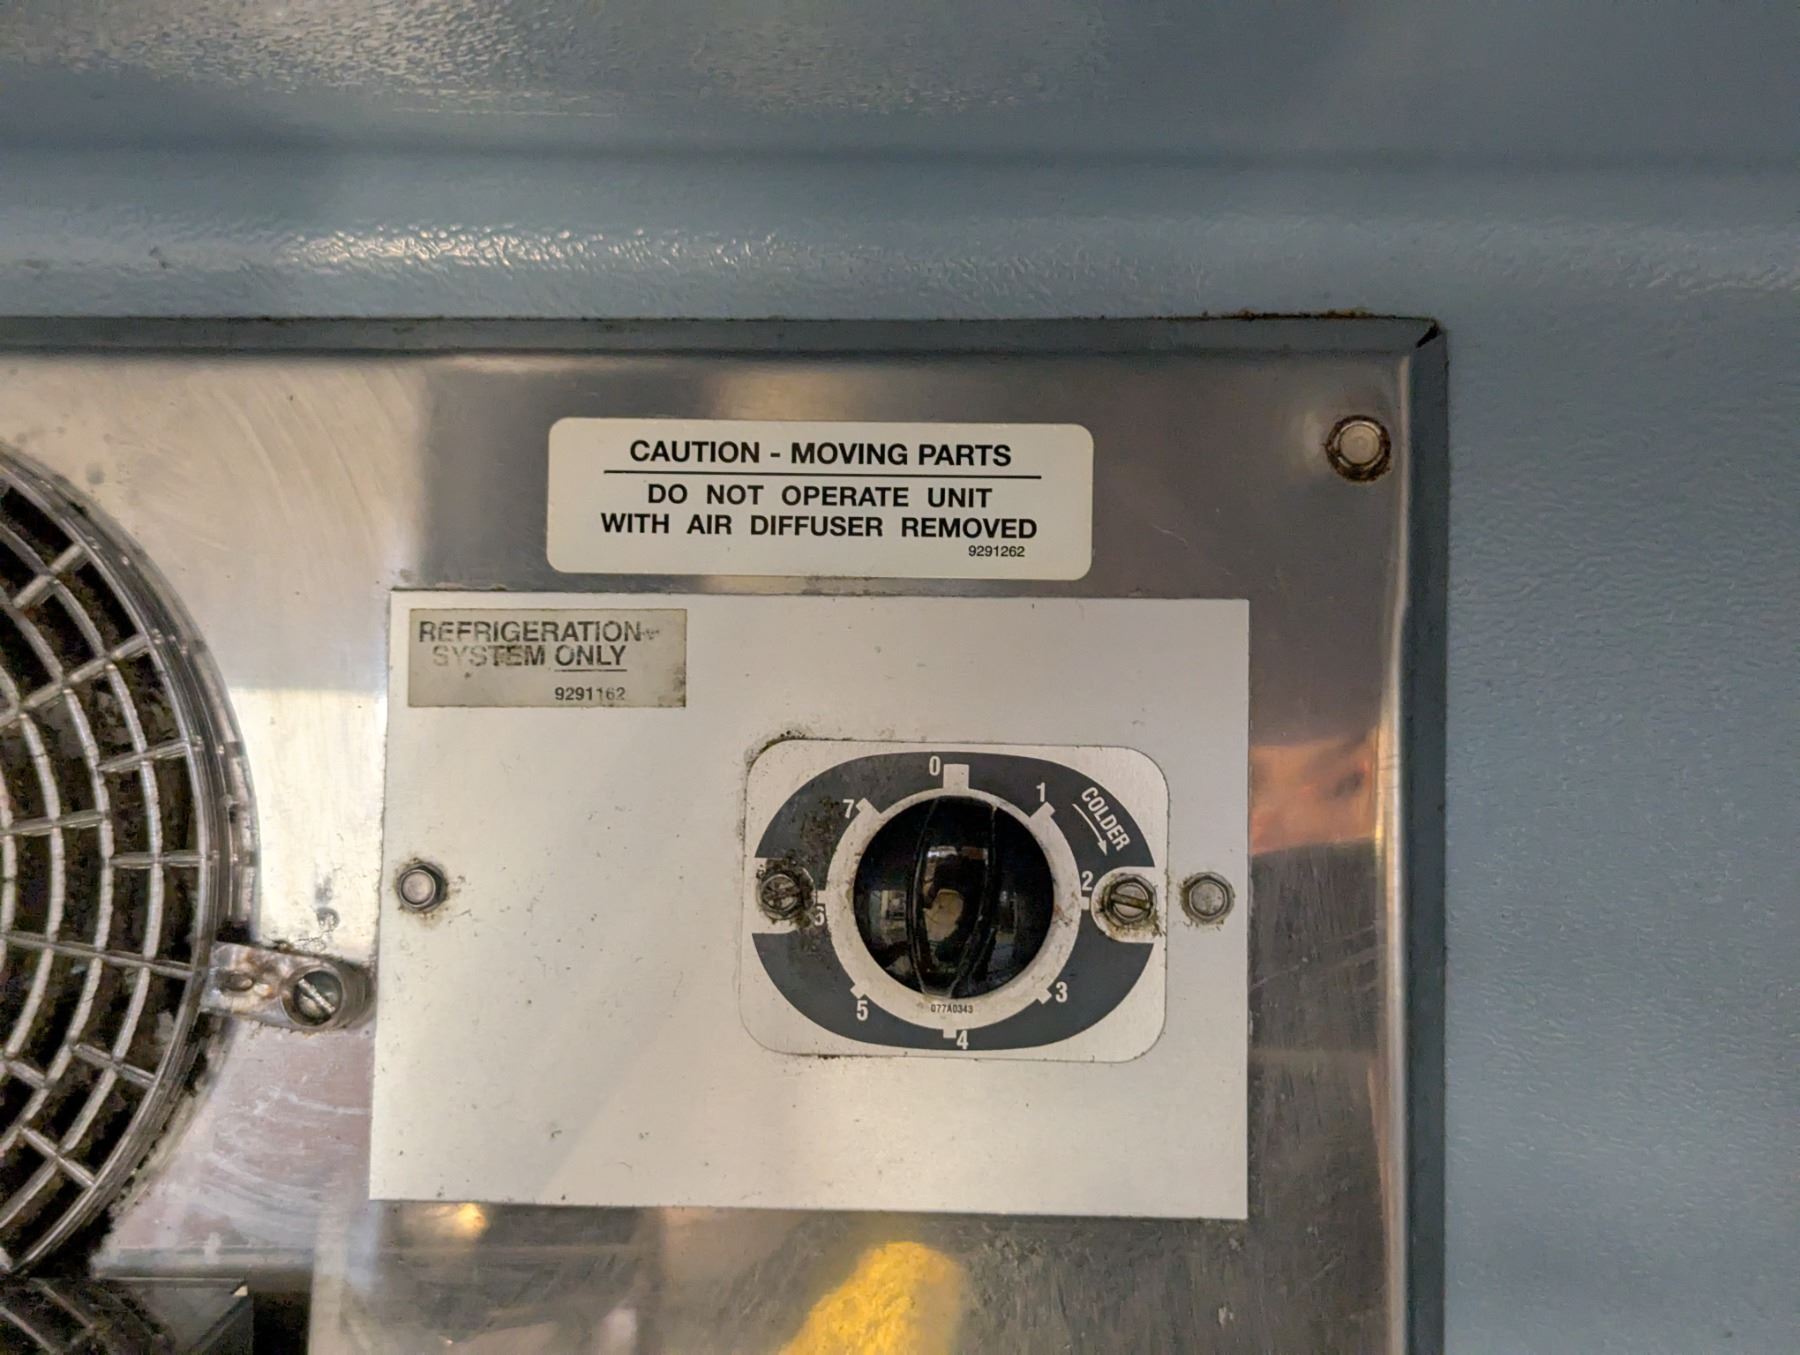 CAUTION - MOVING PARTS
DO NOT OPERATE UNIT
WITH AIR DIFFUSER REMOVED
9291262
REFRIGERATION
SYSTEM ONLY
9291162
0
1
COLDER
2
3
4
5
6
7
077A0343